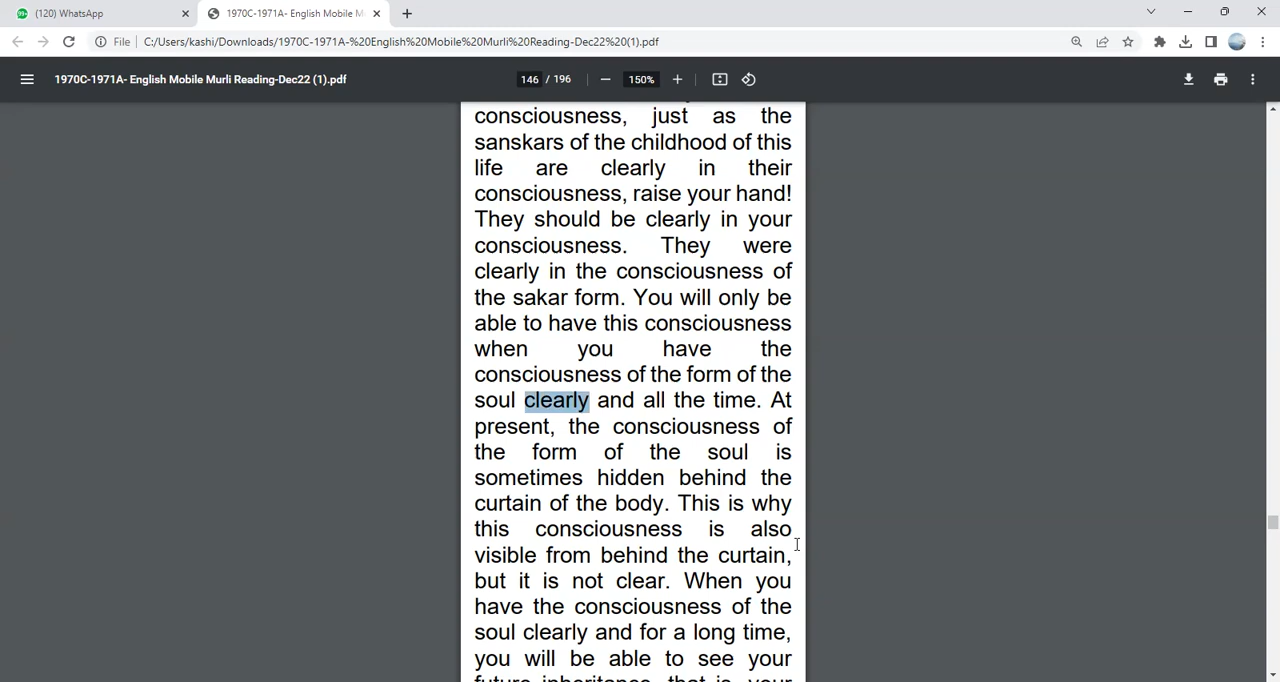 (120) WhatsApp
1970C-1971A- English Mobile M
File
C:/Users/kashi/Downloads/1970C-1971A-%20English%20Mobile%20Murli%20Reading-Dec22%20(1).pdf
1970C-1971A- English Mobile Murli Reading-Dec22 (1).pdf
146 / 196
150%
consciousness, just as the
sanskars of the childhood of this
life are clearly in their
consciousness, raise your hand!
They should be clearly in your
consciousness. They were
clearly in the consciousness of
the sakar form. You will only be
able to have this consciousness
when you have the
consciousness of the form of the
soul clearly and all the time. At
present, the consciousness of
the form of the soul is
sometimes hidden behind the
curtain of the body. This is why
this consciousness is also
visible from behind the curtain,
but it is not clear. When you
have the consciousness of the
soul clearly and for a long time,
you will be able to see your
future inheritance, that is, your